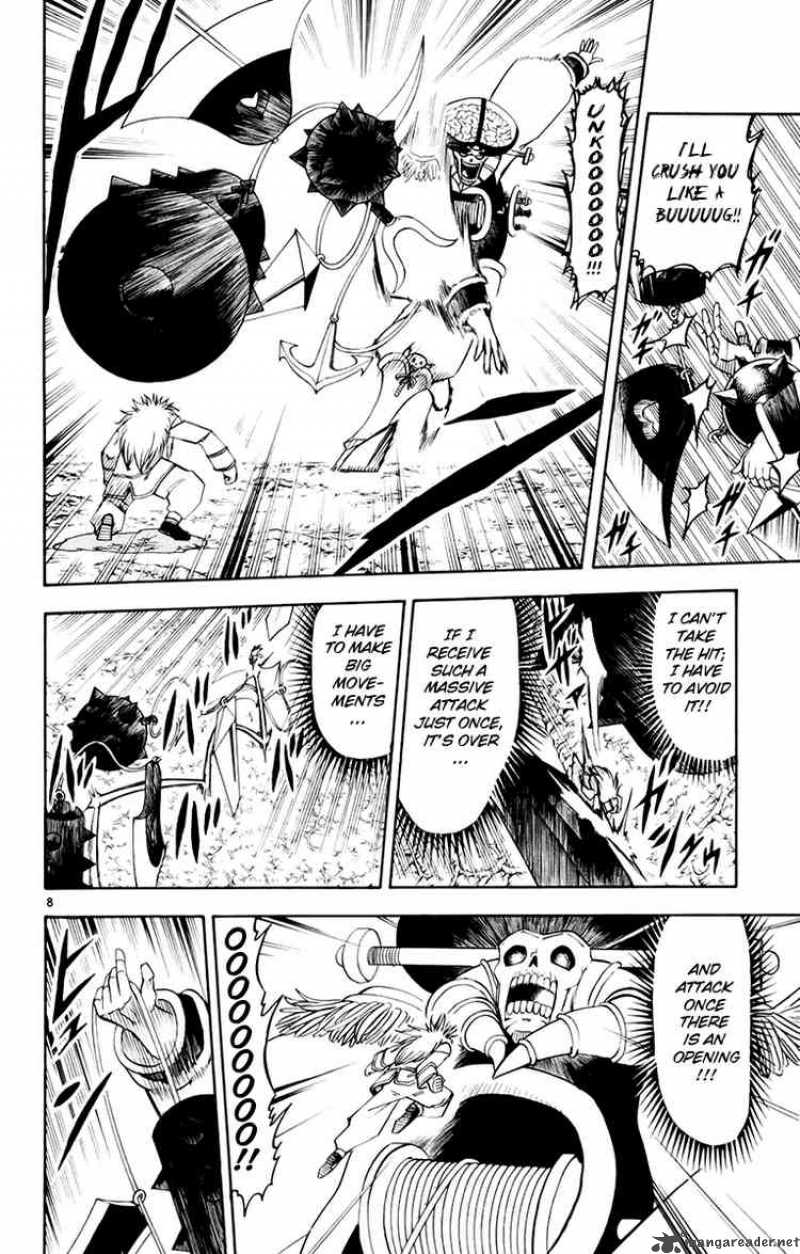 I'LL
CRUSH YOU
LIKE A
BUUUUUG!!
UNKOOOOOOO!!!
I CAN'T
TAKE
THE HIT;
I HAVE
TO AVOID
IT!!
IF I
RECEIVE
SUCH A
MASSIVE
ATTACK
JUST ONCE,
IT'S OVER
...
I HAVE
TO MAKE
BIG
MOVE-
MENTS
...
8
AND
ATTACK
ONCE
THERE
IS AN
OPENING
!!!
OOOOOOOOOO!!
mangareader.net